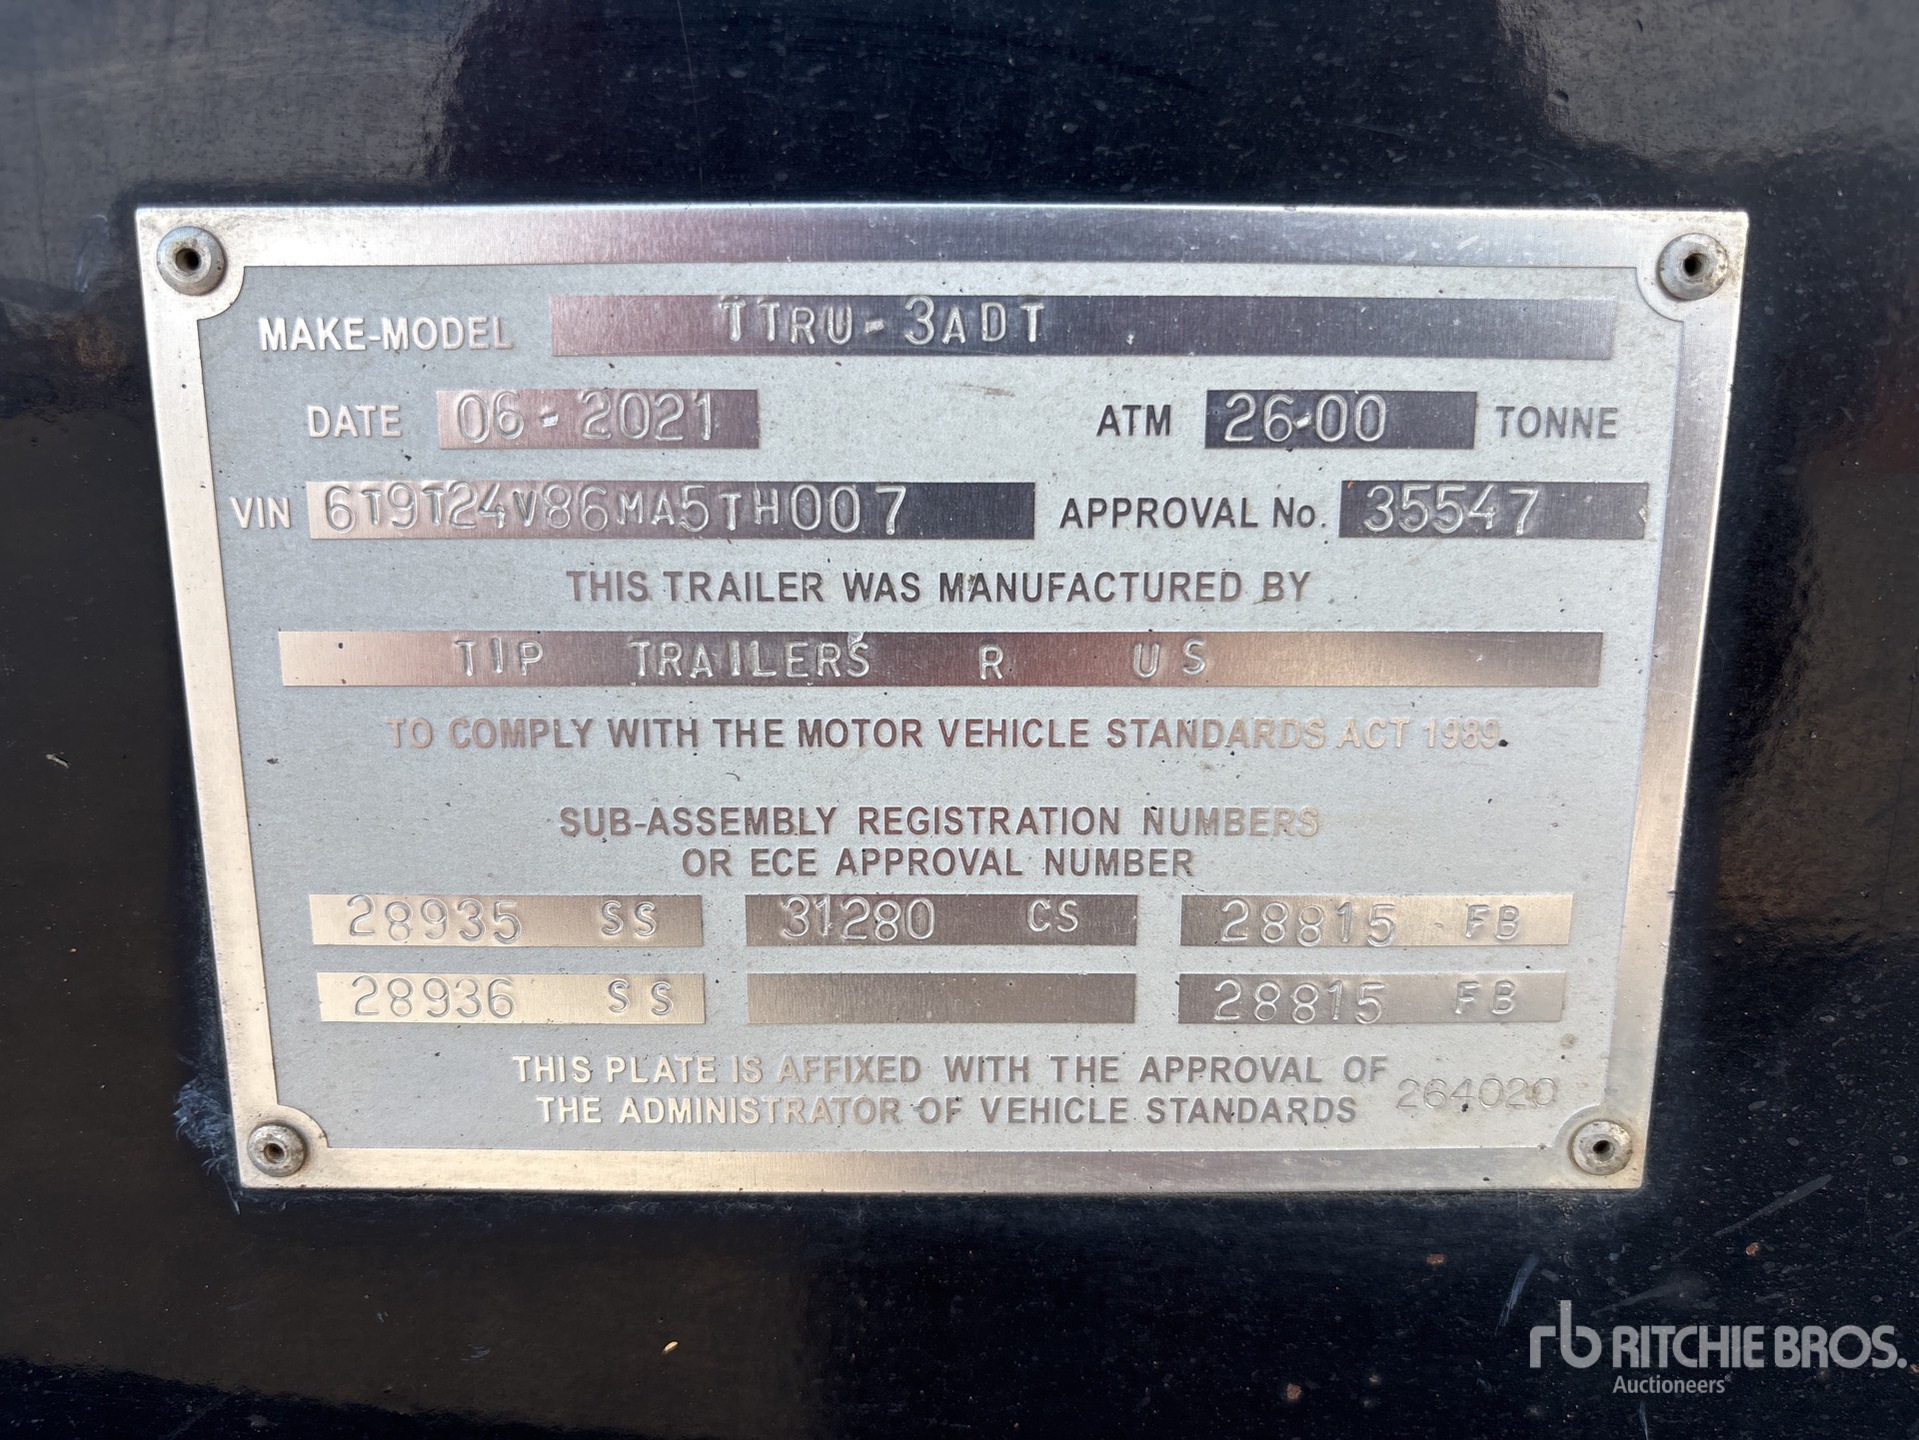 MAKE-MODEL TTRU-3ADT
DATE 06-2021 ATM 26-00 TONNE
VIN 6T9T24V86MA5TH007 APPROVAL No. 35547
THIS TRAILER WAS MANUFACTURED BY
TIP TRAILERS R US
TO COMPLY WITH THE MOTOR VEHICLE STANDARDS ACT 1989.
SUB-ASSEMBLY REGISTRATION NUMBERS
OR ECE APPROVAL NUMBER
28935 SS 31280 CS 28815 FB
28936 SS 28815 FB
THIS PLATE IS AFFIXED WITH THE APPROVAL OF
THE ADMINISTRATOR OF VEHICLE STANDARDS 264020
rb RITCHIE BROS.
Auctioneers